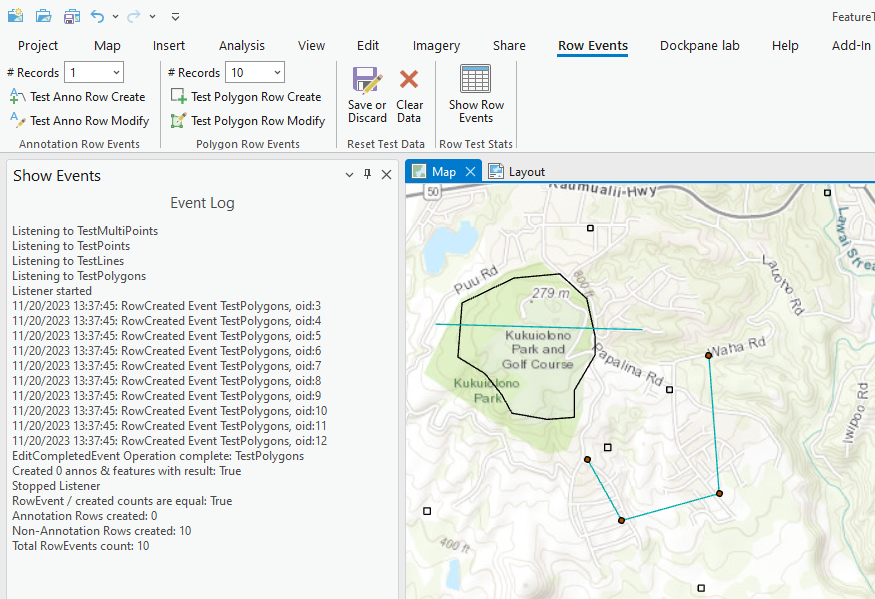 FeatureT
Project Map Insert Analysis View Edit Imagery Share Row Events Dockpane lab Help Add-In
# Records 1
Test Anno Row Create
Test Anno Row Modify
Annotation Row Events
# Records 10
Test Polygon Row Create
Test Polygon Row Modify
Polygon Row Events
Save or
Discard
Clear
Data
Reset Test Data
Show Row
Events
Row Test Stats
Show Events
Event Log
Listening to TestMultiPoints
Listening to TestPoints
Listening to TestLines
Listening to TestPolygons
Listener started
11/20/2023 13:37:45: RowCreated Event TestPolygons, oid:3
11/20/2023 13:37:45: RowCreated Event TestPolygons, oid:4
11/20/2023 13:37:45: RowCreated Event TestPolygons, oid:5
11/20/2023 13:37:45: RowCreated Event TestPolygons, oid:6
11/20/2023 13:37:45: RowCreated Event TestPolygons, oid:7
11/20/2023 13:37:45: RowCreated Event TestPolygons, oid:8
11/20/2023 13:37:45: RowCreated Event TestPolygons, oid:9
11/20/2023 13:37:45: RowCreated Event TestPolygons, oid:10
11/20/2023 13:37:45: RowCreated Event TestPolygons, oid:11
11/20/2023 13:37:45: RowCreated Event TestPolygons, oid:12
EditCompletedEvent Operation complete: TestPolygons
Created 0 annos & features with result: True
Stopped Listener
RowEvent / created counts are equal: True
Annotation Rows created: 0
Non-Annotation Rows created: 10
Total RowEvents count: 10
Map Layout
50
Kaumualii-Hwy
Lawai Stre
Lauoho Rd
Puu Rd
800 ft
279 m
Kukuiolono
Park and
Golf Course
Kukuiolono
Park
Papalina Rd
Waha Rd
Iwipoo Rd
400 ft